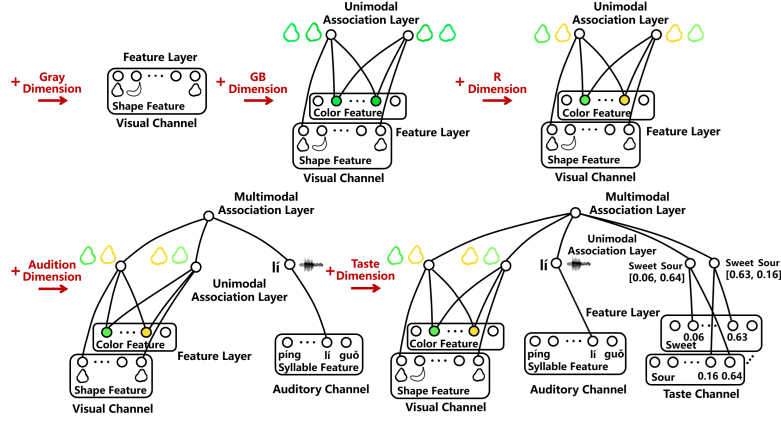 + Gray
Dimension
Feature Layer
Shape Feature
Visual Channel
+ GB
Dimension
Unimodal
Association Layer
Color Feature
Feature Layer
Shape Feature
Visual Channel
+ R
Dimension
Unimodal
Association Layer
Color Feature
Feature Layer
Shape Feature
Visual Channel
+ Audition
Dimension
Multimodal
Association Layer
lí
Unimodal
Association Layer
Color Feature
Feature Layer
Shape Feature
Visual Channel
píng lí guǒ
Syllable Feature
Auditory Channel
+ Taste
Dimension
Multimodal
Association Layer
Unimodal
Association Layer
lí
Sweet Sour
[0.06, 0.64]
Sweet Sour
[0.63, 0.16]
Color Feature
Shape Feature
Visual Channel
píng lí guǒ
Syllable Feature
Auditory Channel
Feature Layer
0.06 0.63
Sweet
Sour 0.16 0.64
Taste Channel